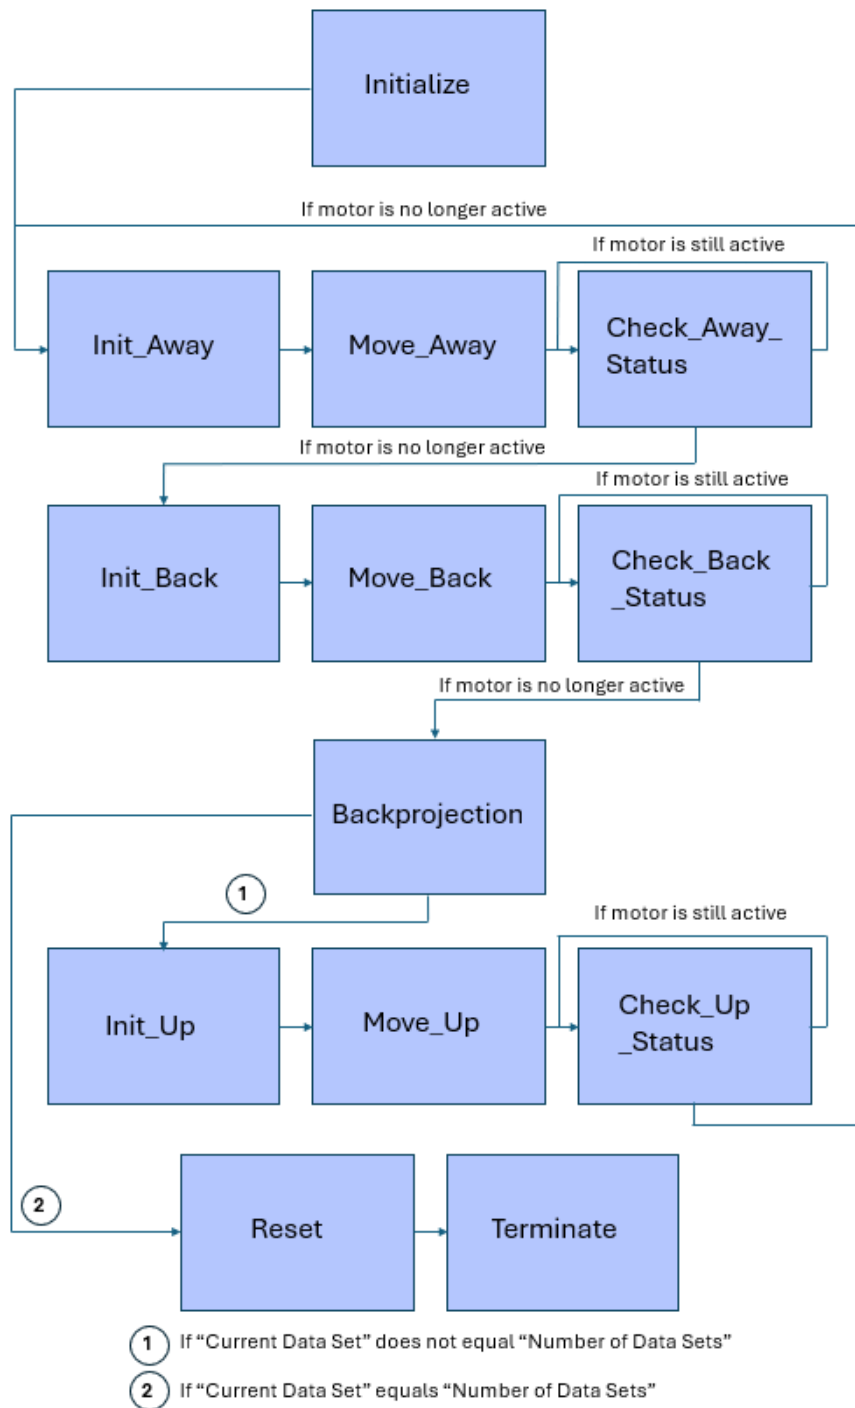 Initialize
If motor is no longer active
If motor is still active
Init_Away
Move_Away
Check_Away_
Status
If motor is no longer active
If motor is still active
Init_Back
Move_Back
Check_Back
_Status
If motor is no longer active
Backprojection
1
If motor is still active
Init_Up
Move_Up
Check_Up
_Status
2
Reset
Terminate
1 If “Current Data Set” does not equal “Number of Data Sets”
2 If “Current Data Set” equals “Number of Data Sets”